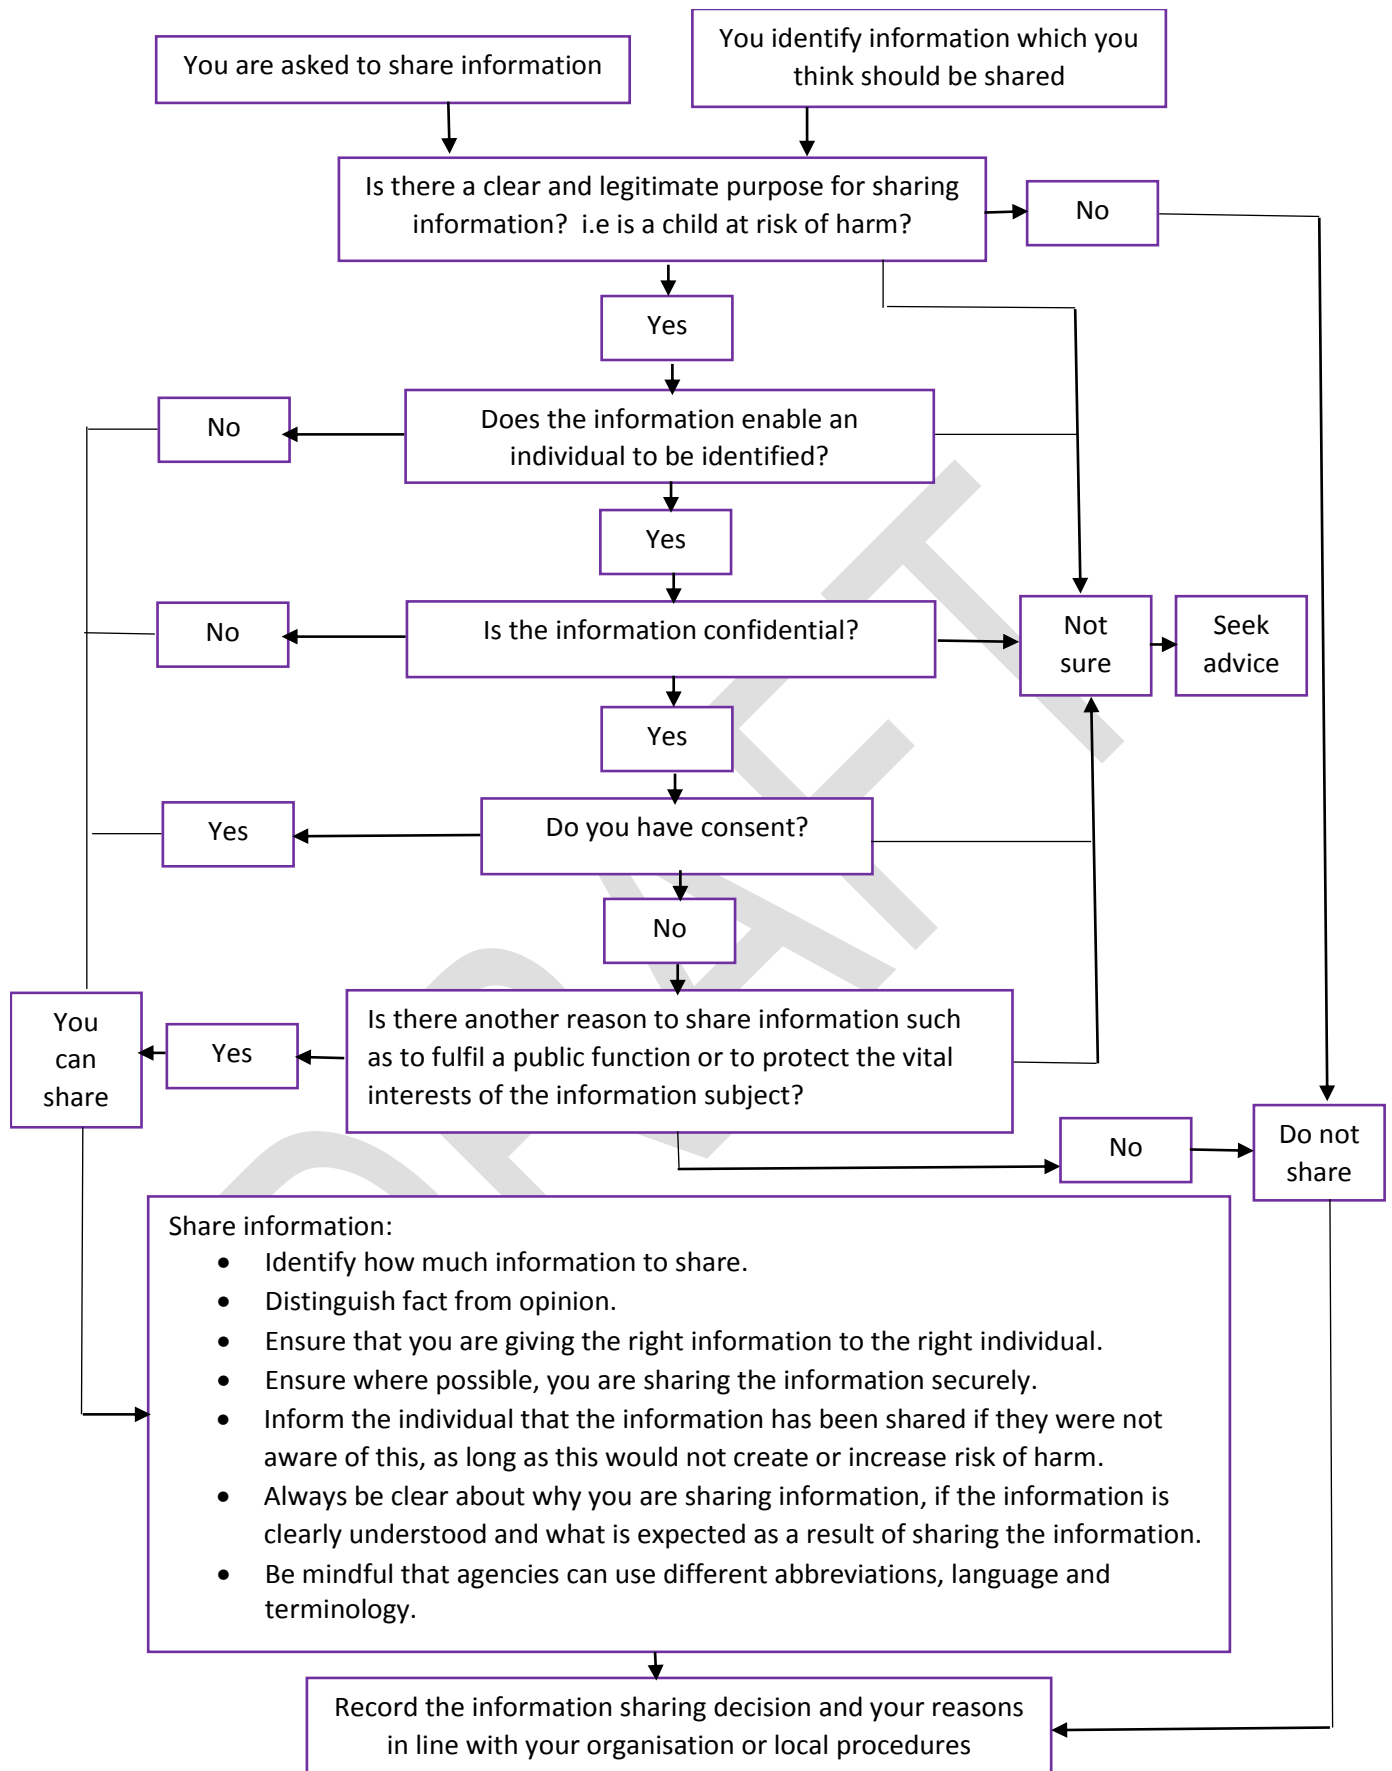 You are asked to share information
You identify information which you
think should be shared
Is there a clear and legitimate purpose for sharing
information?  i.e is a child at risk of harm?
No
Yes
Does the information enable an
individual to be identified?
No
Yes
Is the information confidential?
No
Not
sure
Seek
advice
Yes
Do you have consent?
Yes
No
Is there another reason to share information such
as to fulfil a public function or to protect the vital
interests of the information subject?
Yes
You
can
share
No
Do not
share
Share information:
• Identify how much information to share.
• Distinguish fact from opinion.
• Ensure that you are giving the right information to the right individual.
• Ensure where possible, you are sharing the information securely.
• Inform the individual that the information has been shared if they were not
aware of this, as long as this would not create or increase risk of harm.
• Always be clear about why you are sharing information, if the information is
clearly understood and what is expected as a result of sharing the information.
• Be mindful that agencies can use different abbreviations, language and
terminology.
Record the information sharing decision and your reasons
in line with your organisation or local procedures
DRAFT